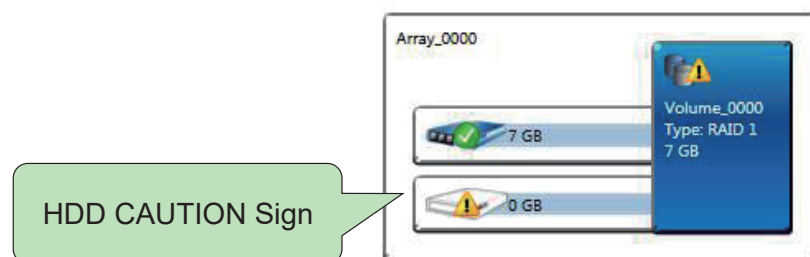 Array_0000
Volume_0000
Type: RAID 1
7 GB
7 GB
0 GB
HDD CAUTION Sign